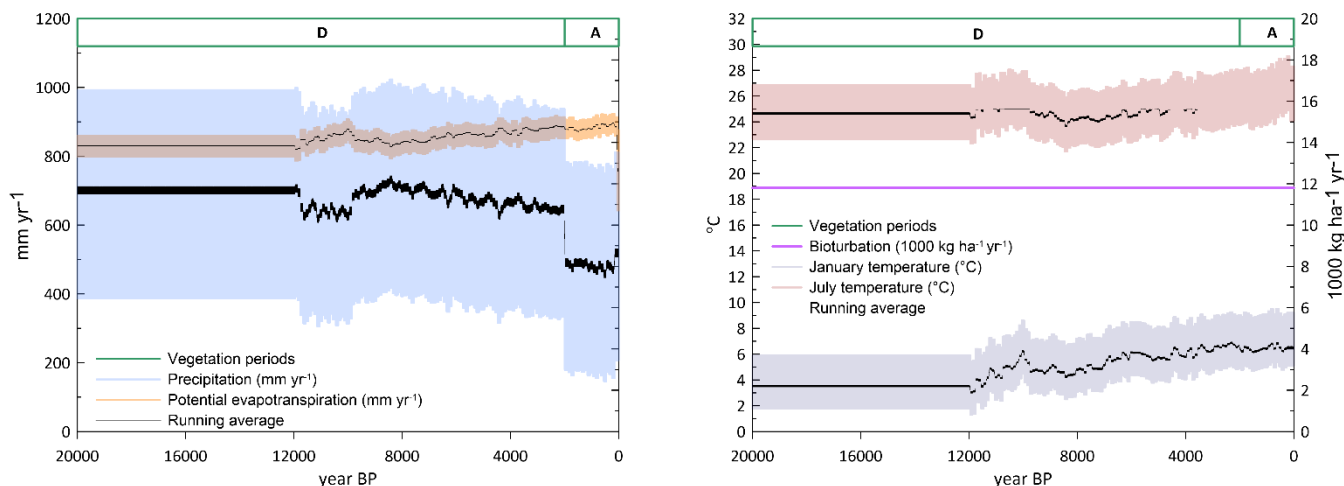 1200
1000
800
600
400
200
0
mm yr⁻¹
D
A
Vegetation periods
Precipitation (mm yr⁻¹)
Potential evapotranspiration (mm yr⁻¹)
Running average
20000
16000
12000
8000
4000
0
year BP
32
30
28
26
24
22
20
18
16
14
12
10
8
6
4
2
0
°C
D
A
Vegetation periods
Bioturbation (1000 kg ha⁻¹yr⁻¹)
January temperature (°C)
July temperature (°C)
Running average
20
18
16
14
12
10
8
6
4
2
0
1000 kg ha⁻¹ yr⁻¹
20000
16000
12000
8000
4000
0
year BP